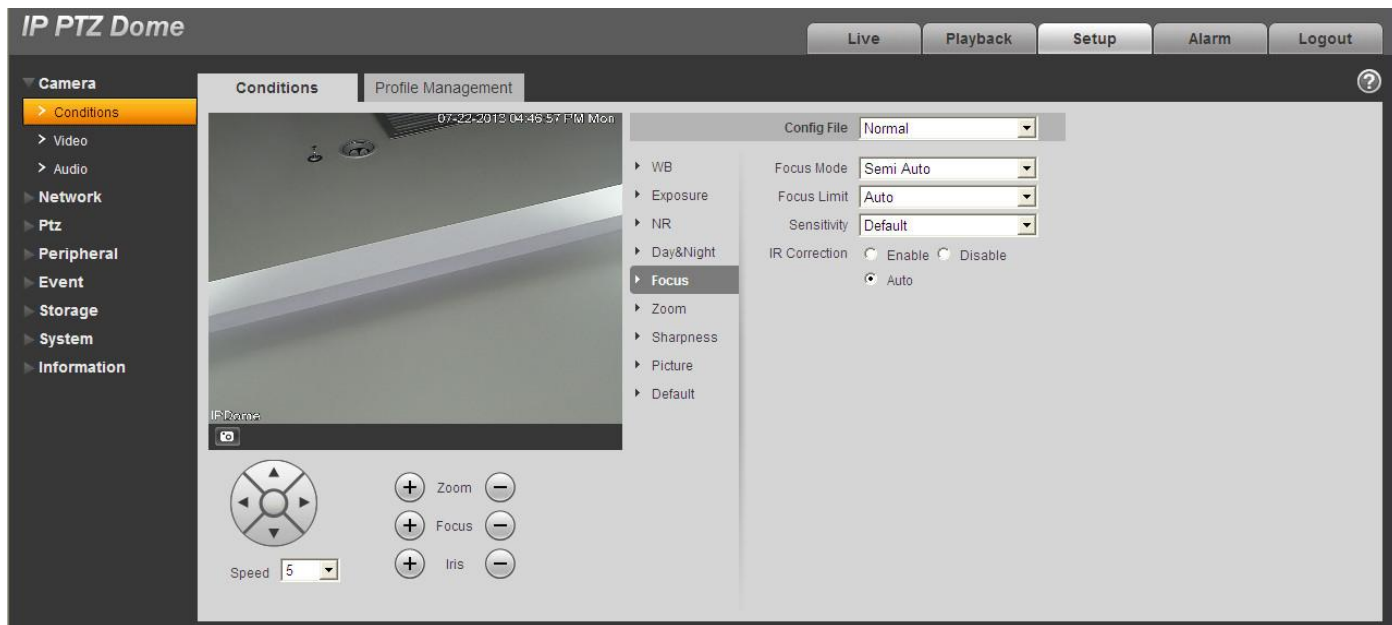 IP PTZ Dome
Live
Playback
Setup
Alarm
Logout
?
Camera
Conditions
Video
Audio
Network
Ptz
Peripheral
Event
Storage
System
Information
Conditions
Profile Management
07-22-2013 04:46:57 PM Mon
IP Dome
WB
Exposure
NR
Day&Night
Focus
Zoom
Sharpness
Picture
Default
Config File Normal
Focus Mode Semi Auto
Focus Limit Auto
Sensitivity Default
IR Correction Enable Disable
Auto
+ Zoom −
+ Focus −
+ Iris −
Speed 5